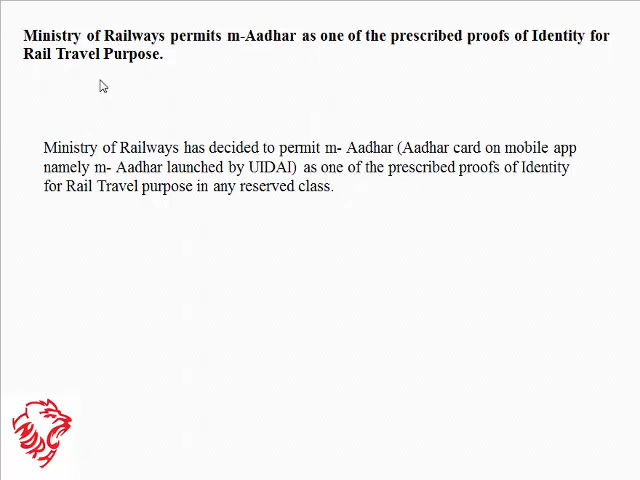 Ministry of Railways permits m-Aadhar as one of the prescribed proofs of Identity for
Rail Travel Purpose.
Ministry of Railways has decided to permit m- Aadhar (Aadhar card on mobile app
namely m- Aadhar launched by UIDAI) as one of the prescribed proofs of Identity
for Rail Travel purpose in any reserved class.